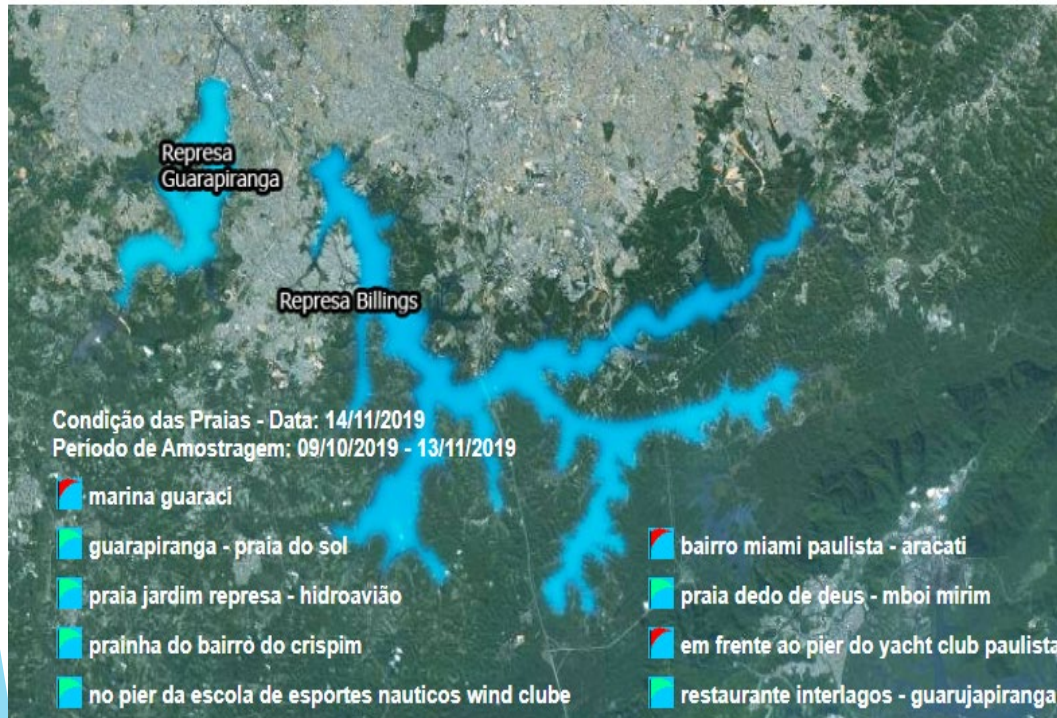 Represa
Guarapiranga
Represa Billings
Condição das Praias - Data: 14/11/2019
Período de Amostragem: 09/10/2019 - 13/11/2019
marina guaraci
guarapiranga - praia do sol
praia jardim represa - hidroavião
prainha do bairro do crispim
no pier da escola de esportes nauticos wind clube
bairro miami paulista - aracati
praia dedo de deus - mboi mirim
em frente ao pier do yacht club paulista
restaurante interlagos - guarujapiranga